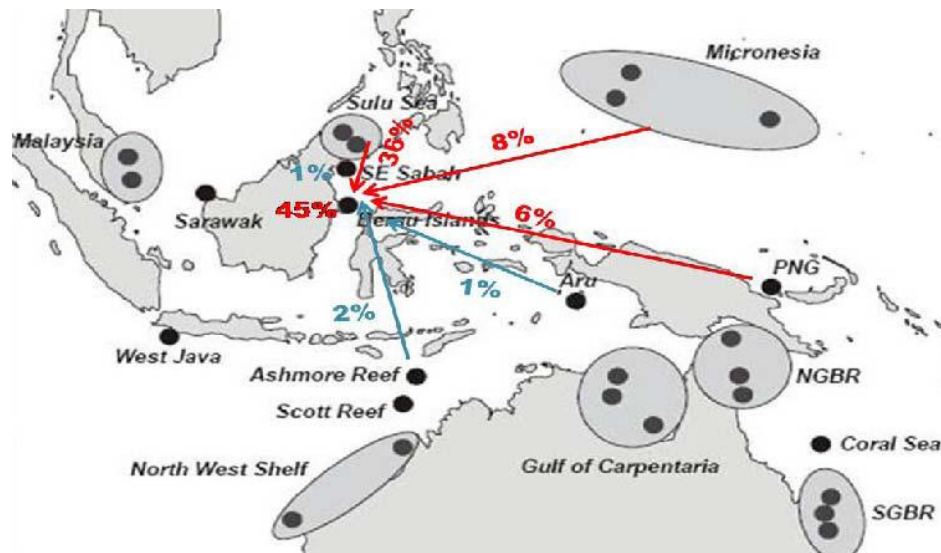 Micronesia
Sulu Sea
Malaysia
36%
8%
1%
SE Sabah
Sarawak
45%
Berau Islands
6%
PNG
Aru
1%
2%
West Java
Ashmore Reef
NGBR
Scott Reef
Coral Sea
North West Shelf
Gulf of Carpentaria
SGBR